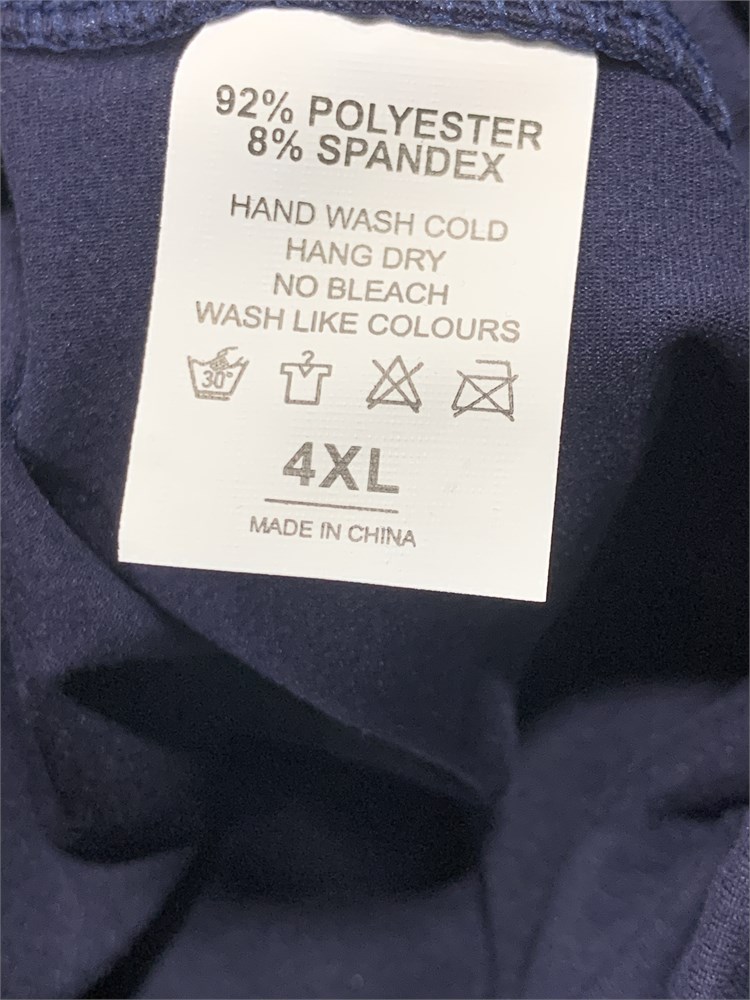 92% POLYESTER
8% SPANDEX
HAND WASH COLD
HANG DRY
NO BLEACH
WASH LIKE COLOURS
30°
4XL
MADE IN CHINA